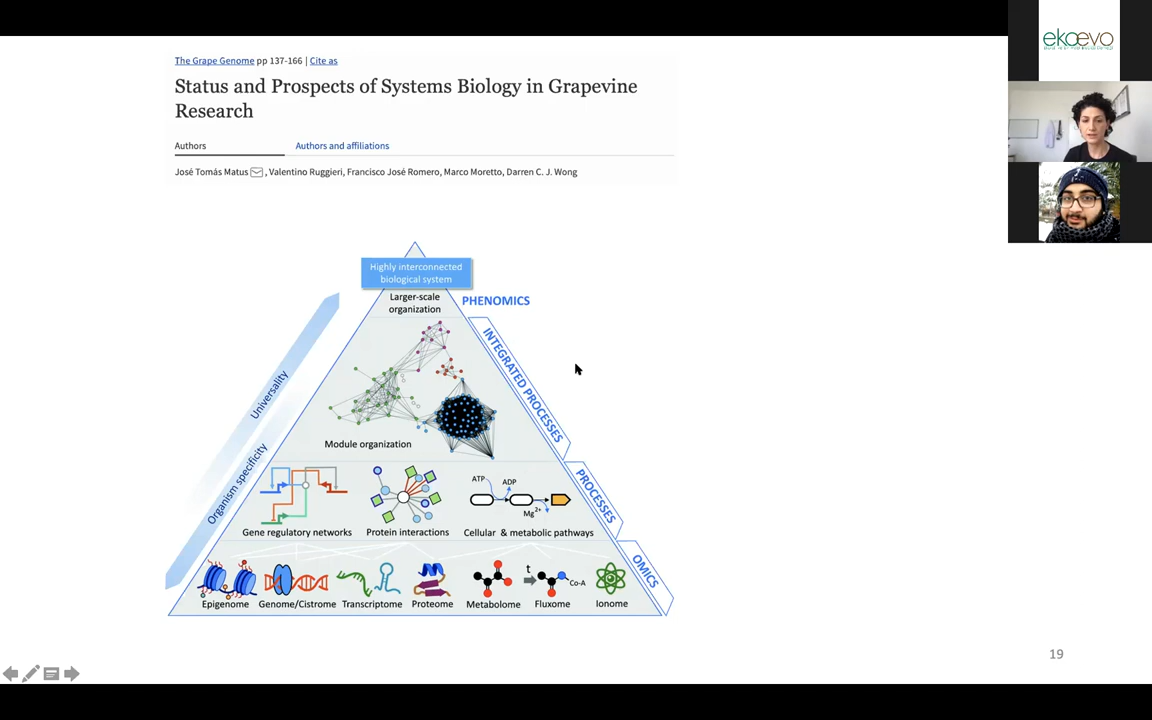 The Grape Genome pp 137-166 | Cite as
Status and Prospects of Systems Biology in Grapevine
Research
Authors
Authors and affiliations
José Tomás Matus, Valentino Ruggieri, Francisco José Romero, Marco Moretto, Darren C. J. Wong
Highly interconnected
biological system
Larger-scale
organization
PHENOMICS
INTEGRATED PROCESSES
Universality
Module organization
Organism specificity
ATP
ADP
Mg2+
PROCESSES
Gene regulatory networks
Protein interactions
Cellular & metabolic pathways
OMICS
t
Co-A
Epigenome
Genome/Cistrome
Transcriptome
Proteome
Metabolome
Fluxome
Ionome
19
ekoevo